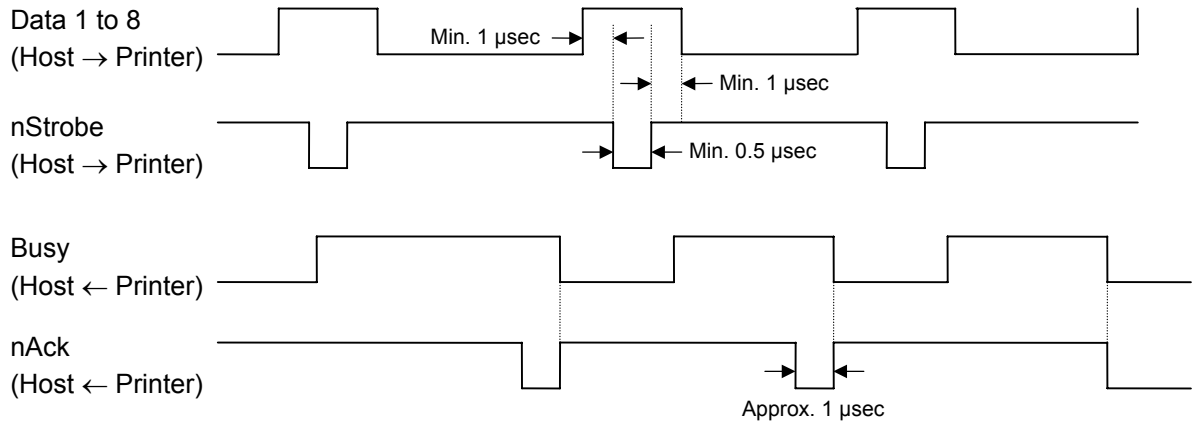 Data 1 to 8
(Host → Printer)
Min. 1 µsec
Min. 1 µsec
nStrobe
(Host → Printer)
Min. 0.5 µsec
Busy
(Host ← Printer)
nAck
(Host ← Printer)
Approx. 1 µsec